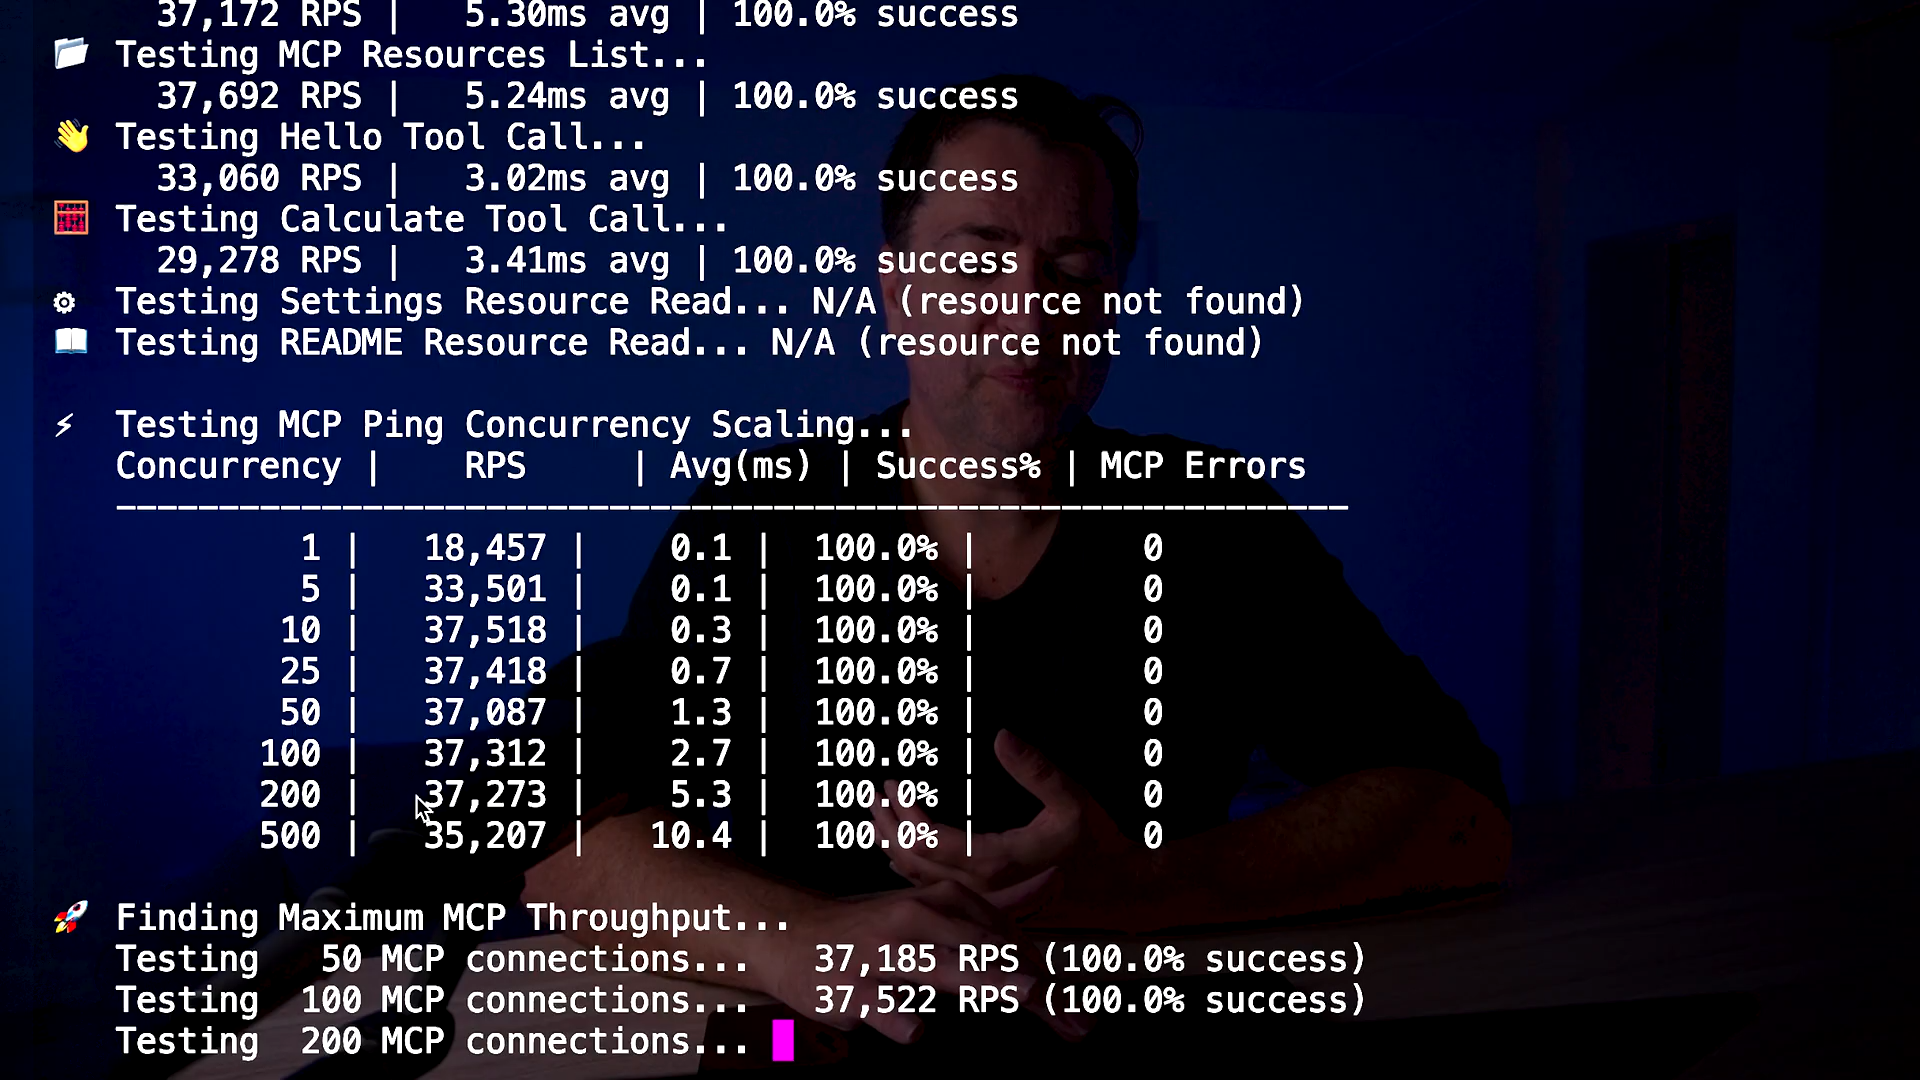 37,172 RPS | 5.30ms avg | 100.0% success
Testing MCP Resources List...
37,692 RPS | 5.24ms avg | 100.0% success
Testing Hello Tool Call...
33,060 RPS | 3.02ms avg | 100.0% success
Testing Calculate Tool Call...
29,278 RPS | 3.41ms avg | 100.0% success
Testing Settings Resource Read... N/A (resource not found)
Testing README Resource Read... N/A (resource not found)
Testing MCP Ping Concurrency Scaling...
Concurrency | RPS | Avg(ms) | Success% | MCP Errors
------------------------------------------------------------
1 | 18,457 | 0.1 | 100.0% | 0
5 | 33,501 | 0.1 | 100.0% | 0
10 | 37,518 | 0.3 | 100.0% | 0
25 | 37,418 | 0.7 | 100.0% | 0
50 | 37,087 | 1.3 | 100.0% | 0
100 | 37,312 | 2.7 | 100.0% | 0
200 | 37,273 | 5.3 | 100.0% | 0
500 | 35,207 | 10.4 | 100.0% | 0
Finding Maximum MCP Throughput...
Testing 50 MCP connections... 37,185 RPS (100.0% success)
Testing 100 MCP connections... 37,522 RPS (100.0% success)
Testing 200 MCP connections...